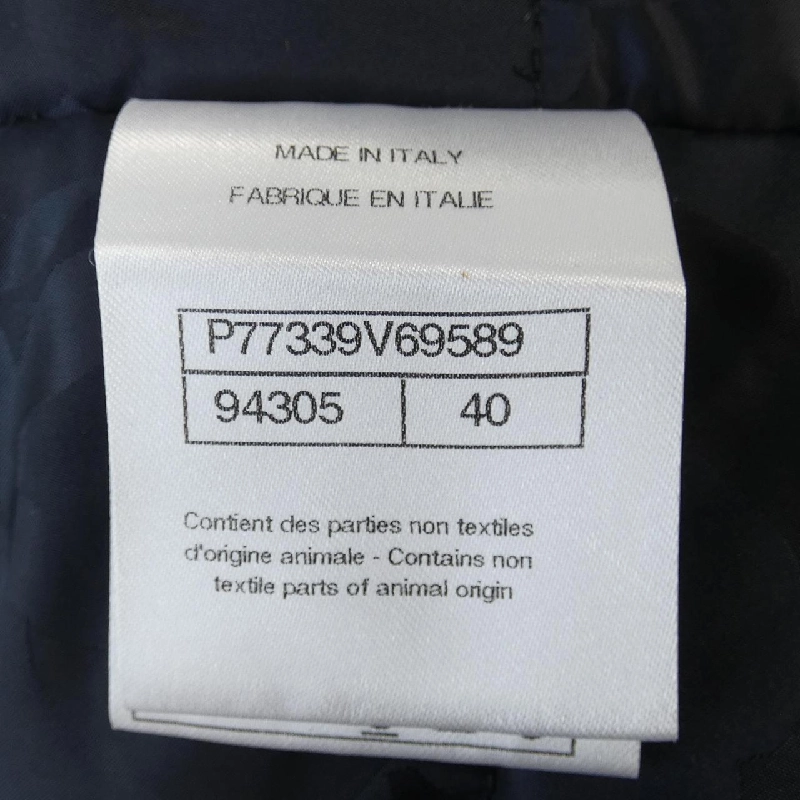 MADE IN ITALY
FABRIQUE EN ITALIE
P77339V69589
94305 40
Contient des parties non textiles
d'origine animale - Contains non
textile parts of animal origin